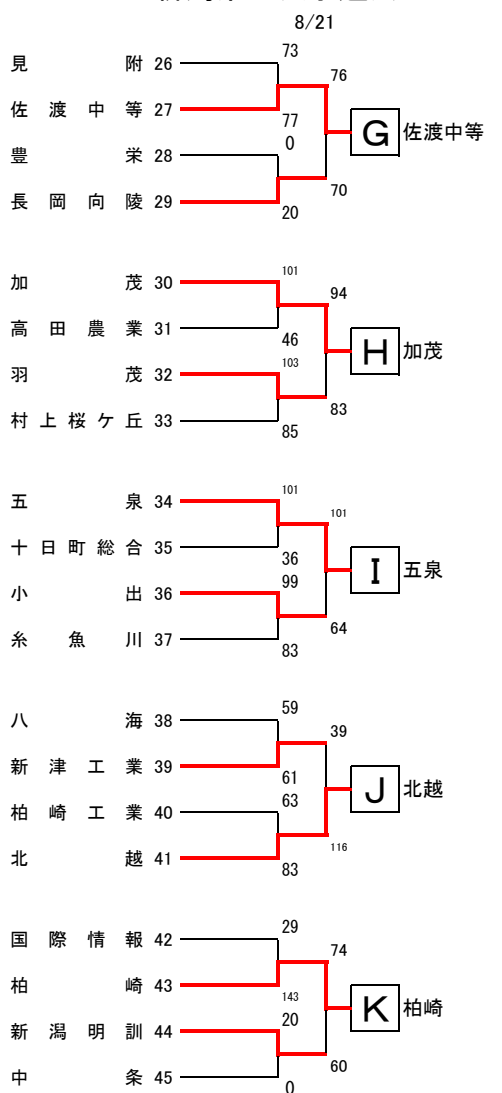 8/21
73
見附 26
76
佐渡中等 27
77
G 佐渡中等
0
豊栄 28
70
長岡向陵 29
20
101
加茂 30
94
高田農業 31
46
H 加茂
103
羽茂 32
83
村上桜ケ丘 33
85
101
五泉 34
101
十日町総合 35
36
I 五泉
99
小出 36
64
糸魚川 37
83
59
八海 38
39
新津工業 39
61
J 北越
63
柏崎工業 40
116
北越 41
83
29
国際情報 42
74
柏崎 43
143
K 柏崎
20
新潟明訓 44
60
中条 45
0